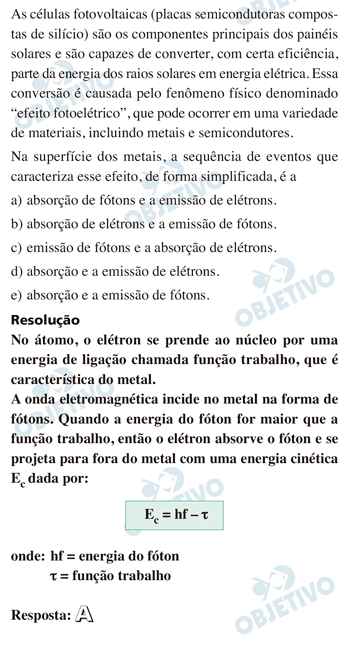 As células fotovoltaicas (placas semicondutoras compos-
tas de silício) são os componentes principais dos painéis
solares e são capazes de converter, com certa eficiência,
parte da energia dos raios solares em energia elétrica. Essa
conversão é causada pelo fenômeno físico denominado
“efeito fotoelétrico”, que pode ocorrer em uma variedade
de materiais, incluindo metais e semicondutores.
Na superfície dos metais, a sequência de eventos que
caracteriza esse efeito, de forma simplificada, é a
a) absorção de fótons e a emissão de elétrons.
b) absorção de elétrons e a emissão de fótons.
c) emissão de fótons e a absorção de elétrons.
d) absorção e a emissão de elétrons.
e) absorção e a emissão de fótons.
Resolução
No átomo, o elétron se prende ao núcleo por uma
energia de ligação chamada função trabalho, que é
característica do metal.
A onda eletromagnética incide no metal na forma de
fótons. Quando a energia do fóton for maior que a
função trabalho, então o elétron absorve o fóton e se
projeta para fora do metal com uma energia cinética
Ec dada por:
Ec = hf – τ
onde: hf = energia do fóton
τ = função trabalho
Resposta: A
OBJETIVO
OBJETIVO
OBJETIVO
OBJETIVO
OBJETIVO
OBJETIVO
OBJETIVO